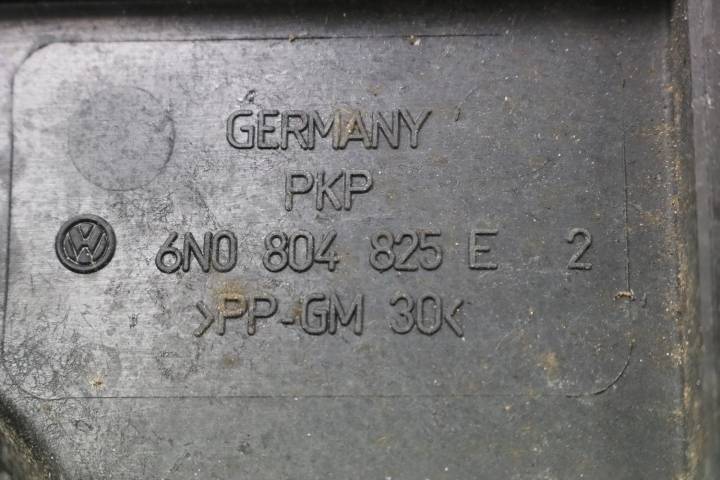 GERMANY
PKP
6N0 804 825 E 2
>PP-GM 30<